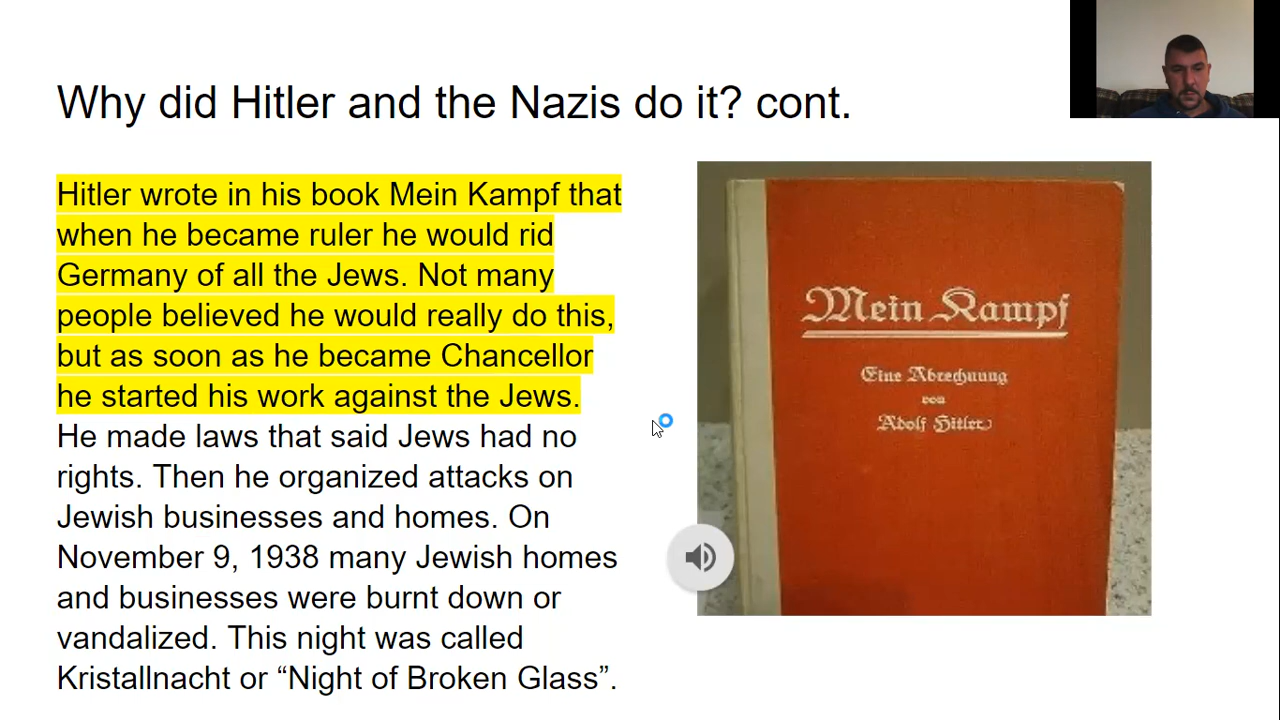 Why did Hitler and the Nazis do it? cont.
Hitler wrote in his book Mein Kampf that
when he became ruler he would rid
Germany of all the Jews. Not many
people believed he would really do this,
but as soon as he became Chancellor
he started his work against the Jews.
He made laws that said Jews had no
rights. Then he organized attacks on
Jewish businesses and homes. On
November 9, 1938 many Jewish homes
and businesses were burnt down or
vandalized. This night was called
Kristallnacht or “Night of Broken Glass”.
Mein Kampf
Eine Abrechnung
von
Adolf Hitler